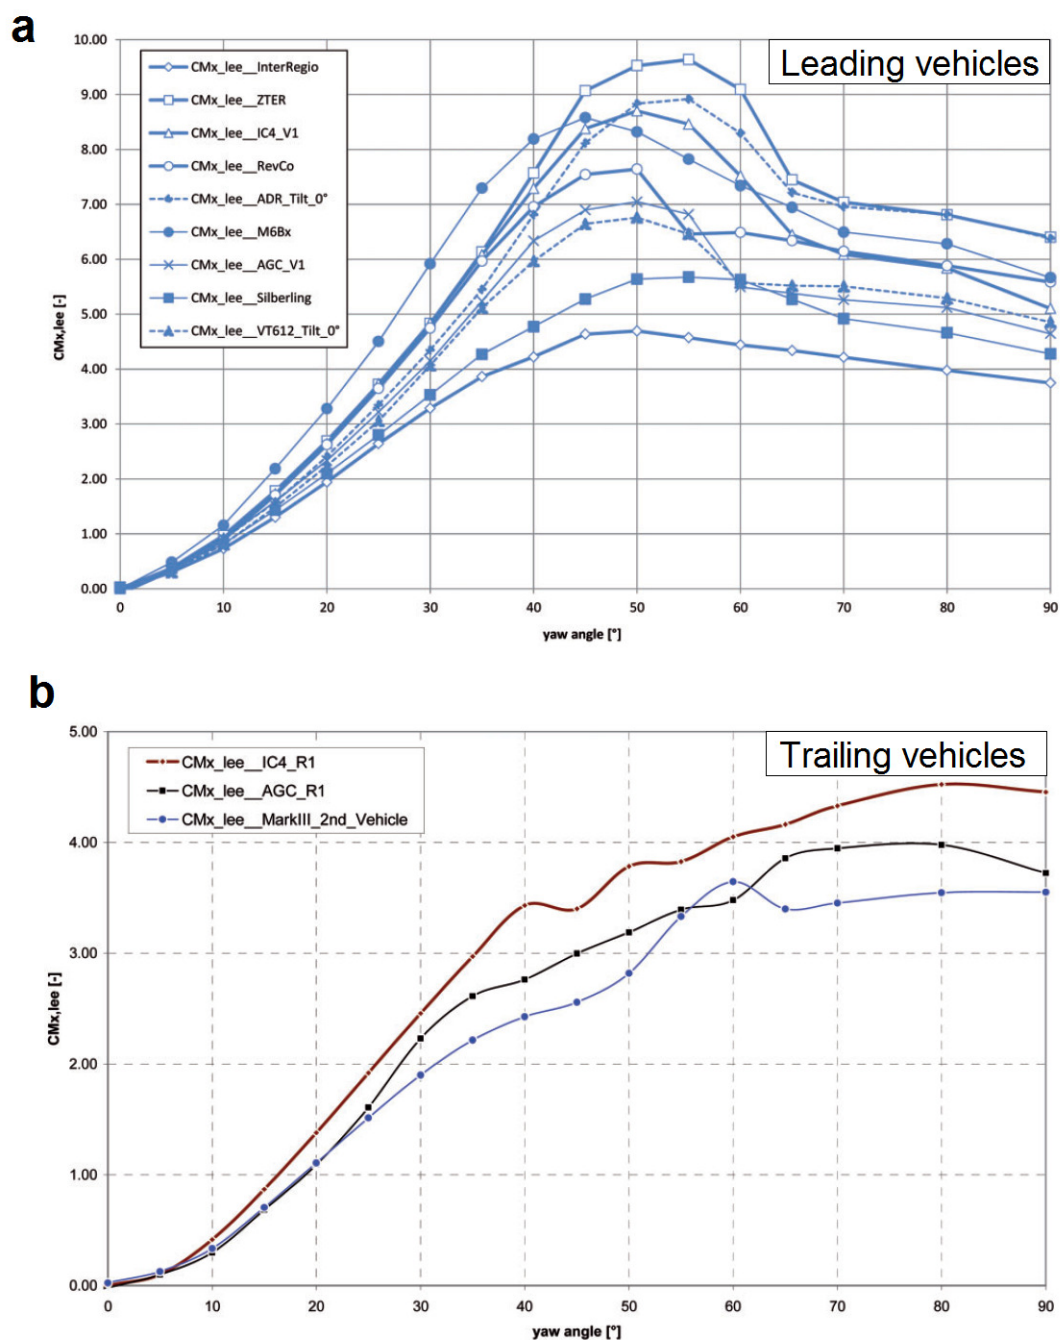 a
10.00
9.00
8.00
7.00
6.00
5.00
4.00
3.00
2.00
1.00
0.00
CMx,lee [-]
CMx_lee__InterRegio
CMx_lee__ZTER
CMx_lee__IC4_V1
CMx_lee__RevCo
CMx_lee__ADR_Tilt_0°
CMx_lee__M6Bx
CMx_lee__AGC_V1
CMx_lee__Silberling
CMx_lee__VT612_Tilt_0°
Leading vehicles
0 10 20 30 40 50 60 70 80 90
yaw angle [°]
b
5.00
4.00
3.00
2.00
1.00
0.00
CMx,lee [-]
CMx_lee__IC4_R1
CMx_lee__AGC_R1
CMx_lee__MarkIII_2nd_Vehicle
Trailing vehicles
0 10 20 30 40 50 60 70 80 90
yaw angle [°]